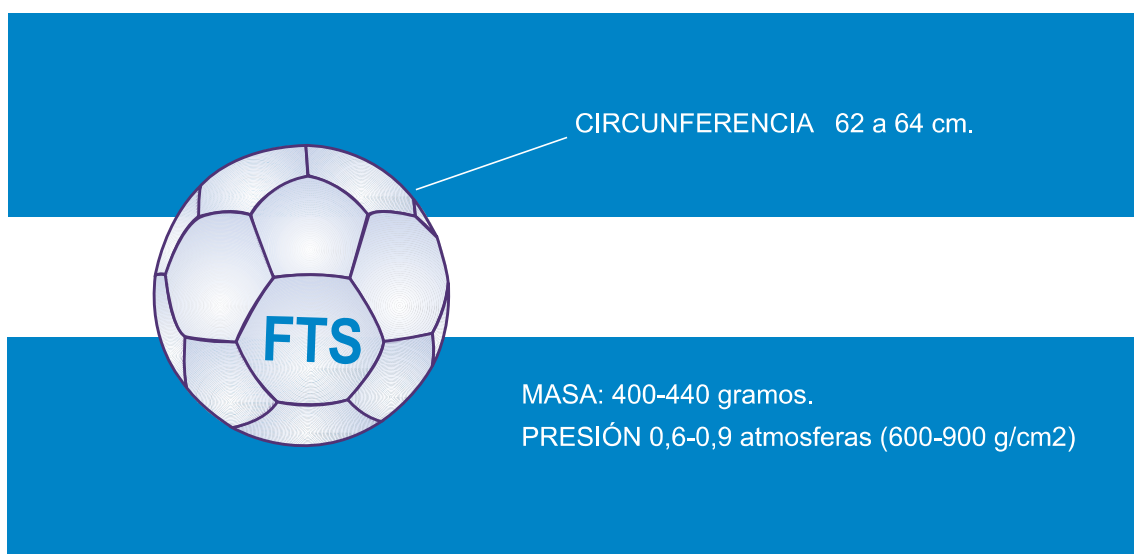 CIRCUNFERENCIA 62 a 64 cm.
FTS
MASA: 400-440 gramos.
PRESIÓN 0,6-0,9 atmosferas (600-900 g/cm2)